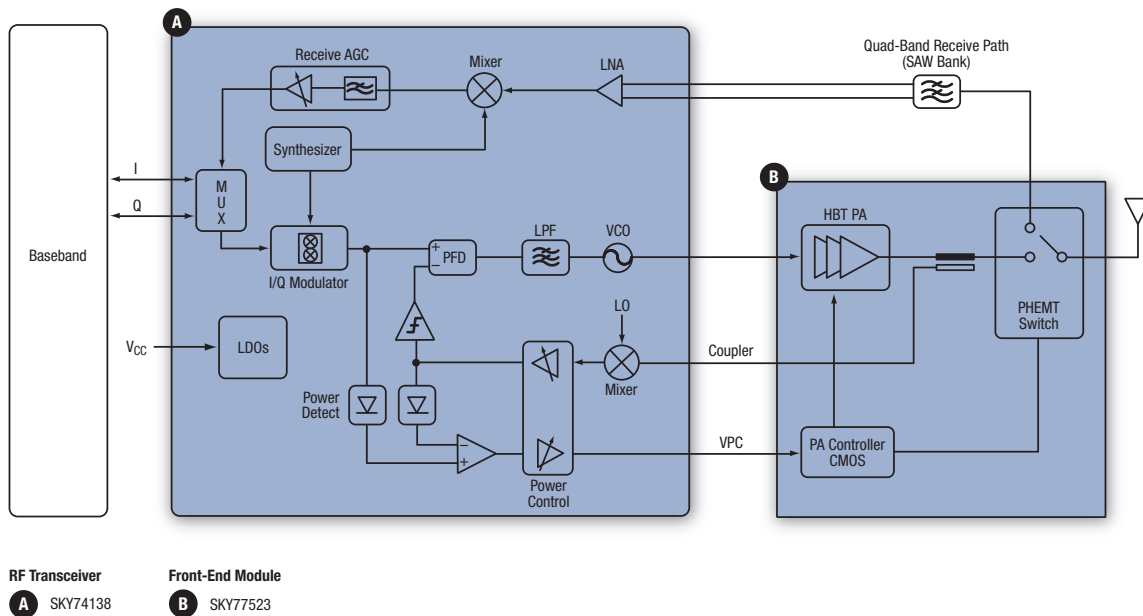 A
Receive AGC
Mixer
LNA
Quad-Band Receive Path
(SAW Bank)
Synthesizer
I
Q
M
U
X
B
HBT PA
Baseband
I/Q Modulator
+
−
PFD
LPF
VCO
LO
PHEMT
Switch
VCC
LDOs
Coupler
Mixer
Power
Detect
−
+
VPC
PA Controller
CMOS
Power
Control
RF Transceiver
A SKY74138
Front-End Module
B SKY77523